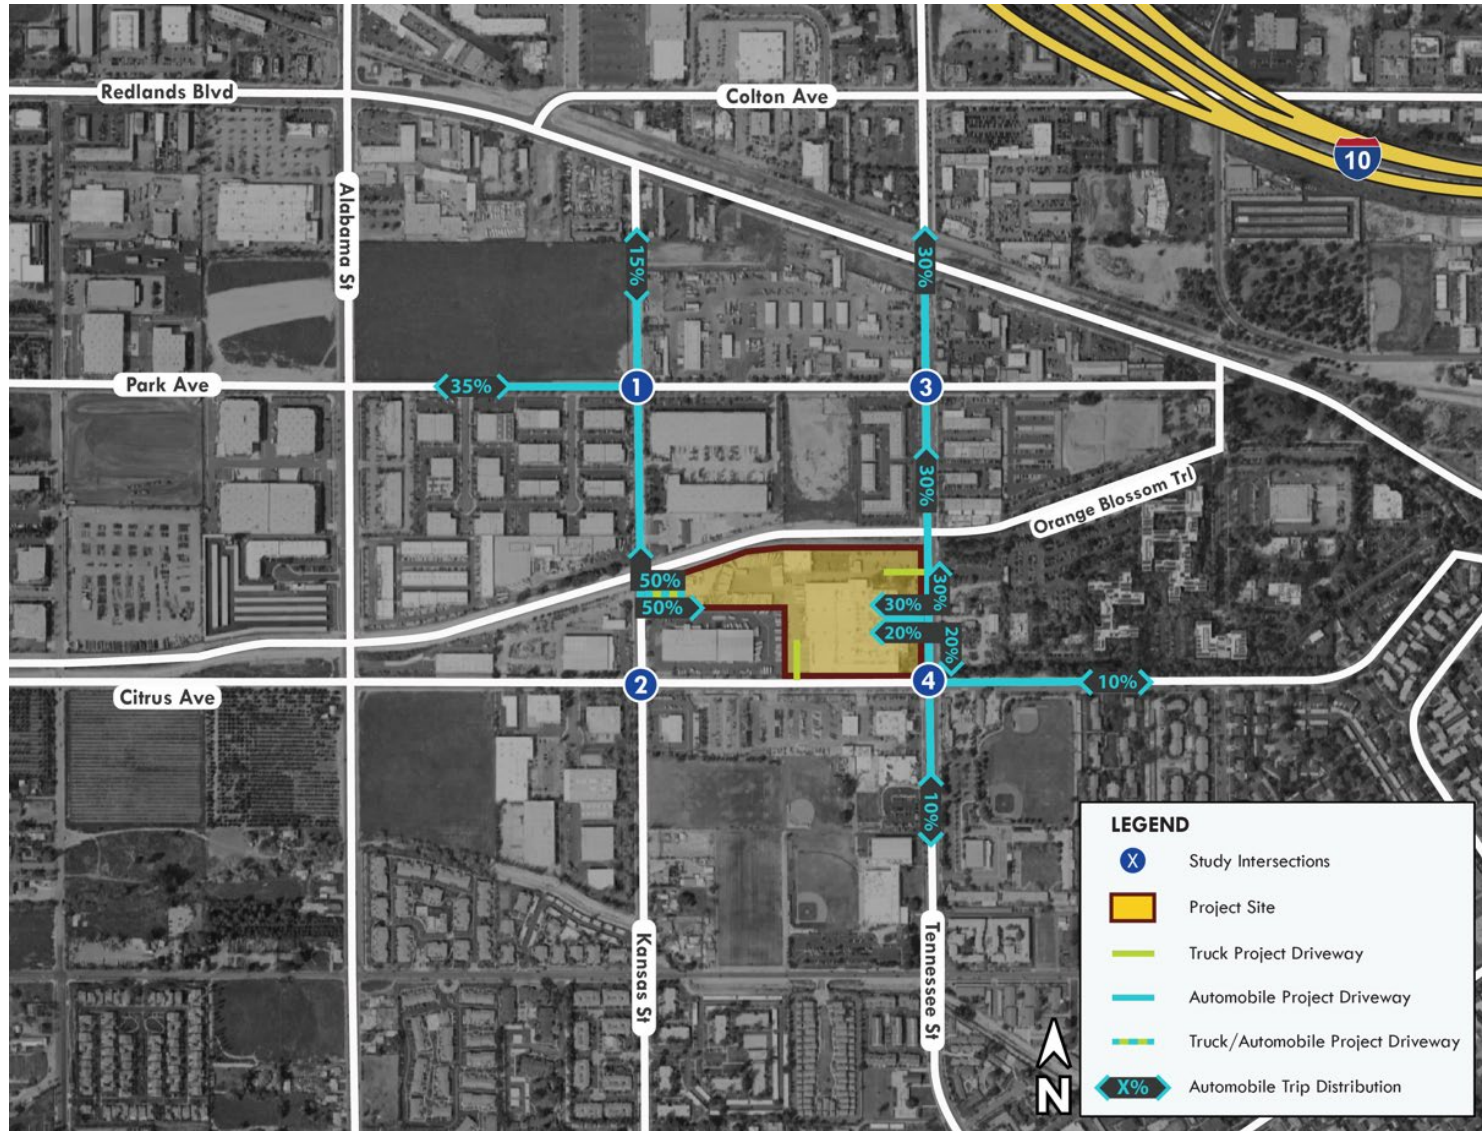 Redlands Blvd
Colton Ave
10
Alabama St
15%
30%
Park Ave
35%
1
3
30%
Orange Blossom Trl
50%
50%
30%
30%
20%
20%
Citrus Ave
2
4
10%
10%
Kansas St
Tennessee St
N
LEGEND
X Study Intersections
Project Site
Truck Project Driveway
Automobile Project Driveway
Truck/Automobile Project Driveway
X% Automobile Trip Distribution